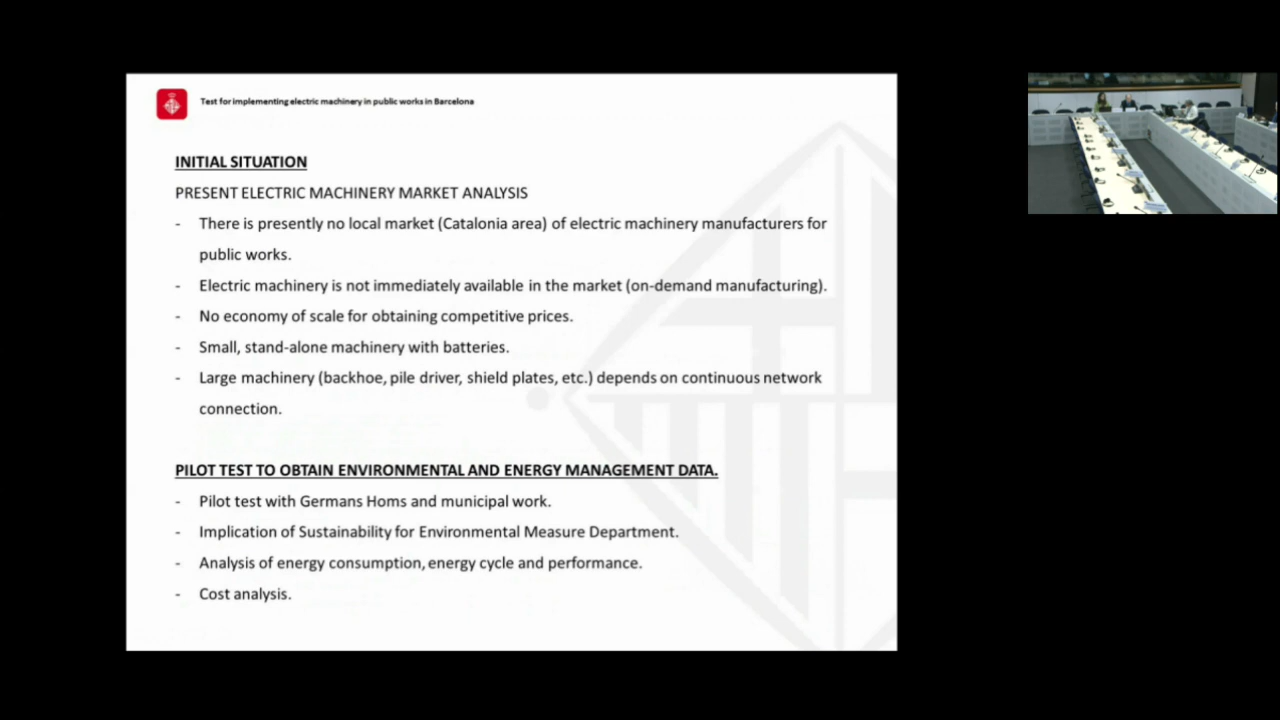 Test for implementing electric machinery in public works in Barcelona
INITIAL SITUATION
PRESENT ELECTRIC MACHINERY MARKET ANALYSIS
- There is presently no local market (Catalonia area) of electric machinery manufacturers for
public works.
- Electric machinery is not immediately available in the market (on-demand manufacturing).
- No economy of scale for obtaining competitive prices.
- Small, stand-alone machinery with batteries.
- Large machinery (backhoe, pile driver, shield plates, etc.) depends on continuous network
connection.
PILOT TEST TO OBTAIN ENVIRONMENTAL AND ENERGY MANAGEMENT DATA.
- Pilot test with Germans Homs and municipal work.
- Implication of Sustainability for Environmental Measure Department.
- Analysis of energy consumption, energy cycle and performance.
- Cost analysis.